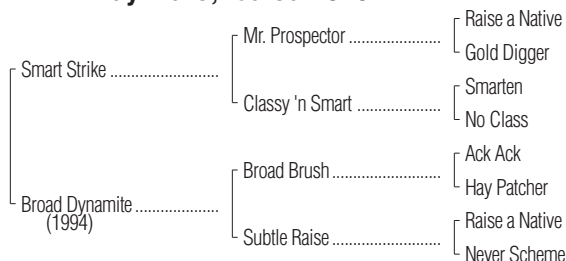 Raise a Native
Mr. Prospector
Gold Digger
Smart Strike
Smarten
Classy 'n Smart
No Class
Ack Ack
Broad Brush
Hay Patcher
Broad Dynamite
(1994)
Raise a Native
Subtle Raise
Never Scheme